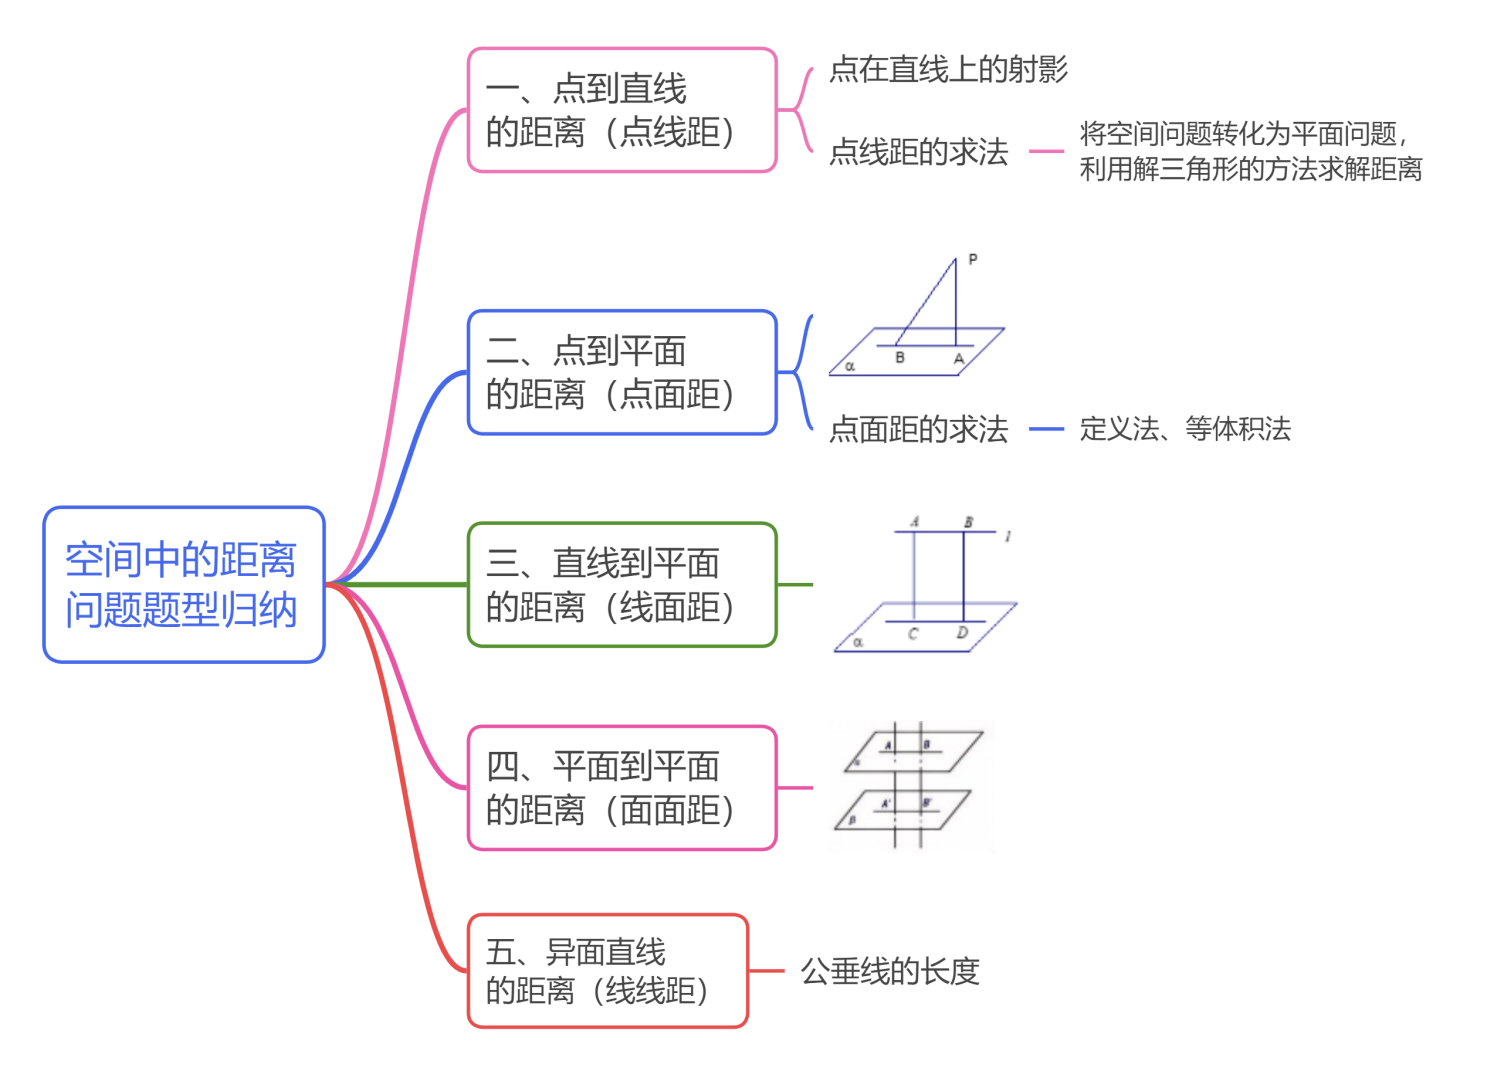 空间中的距离
问题题型归纳
一、点到直线
的距离（点线距）
点在直线上的射影
点线距的求法
将空间问题转化为平面问题，
利用解三角形的方法求解距离
二、点到平面
的距离（点面距）
P
B
A
α
点面距的求法
定义法、等体积法
三、直线到平面
的距离（线面距）
A
B
l
C
D
α
四、平面到平面
的距离（面面距）
A
B
A'
B'
β
五、异面直线
的距离（线线距）
公垂线的长度